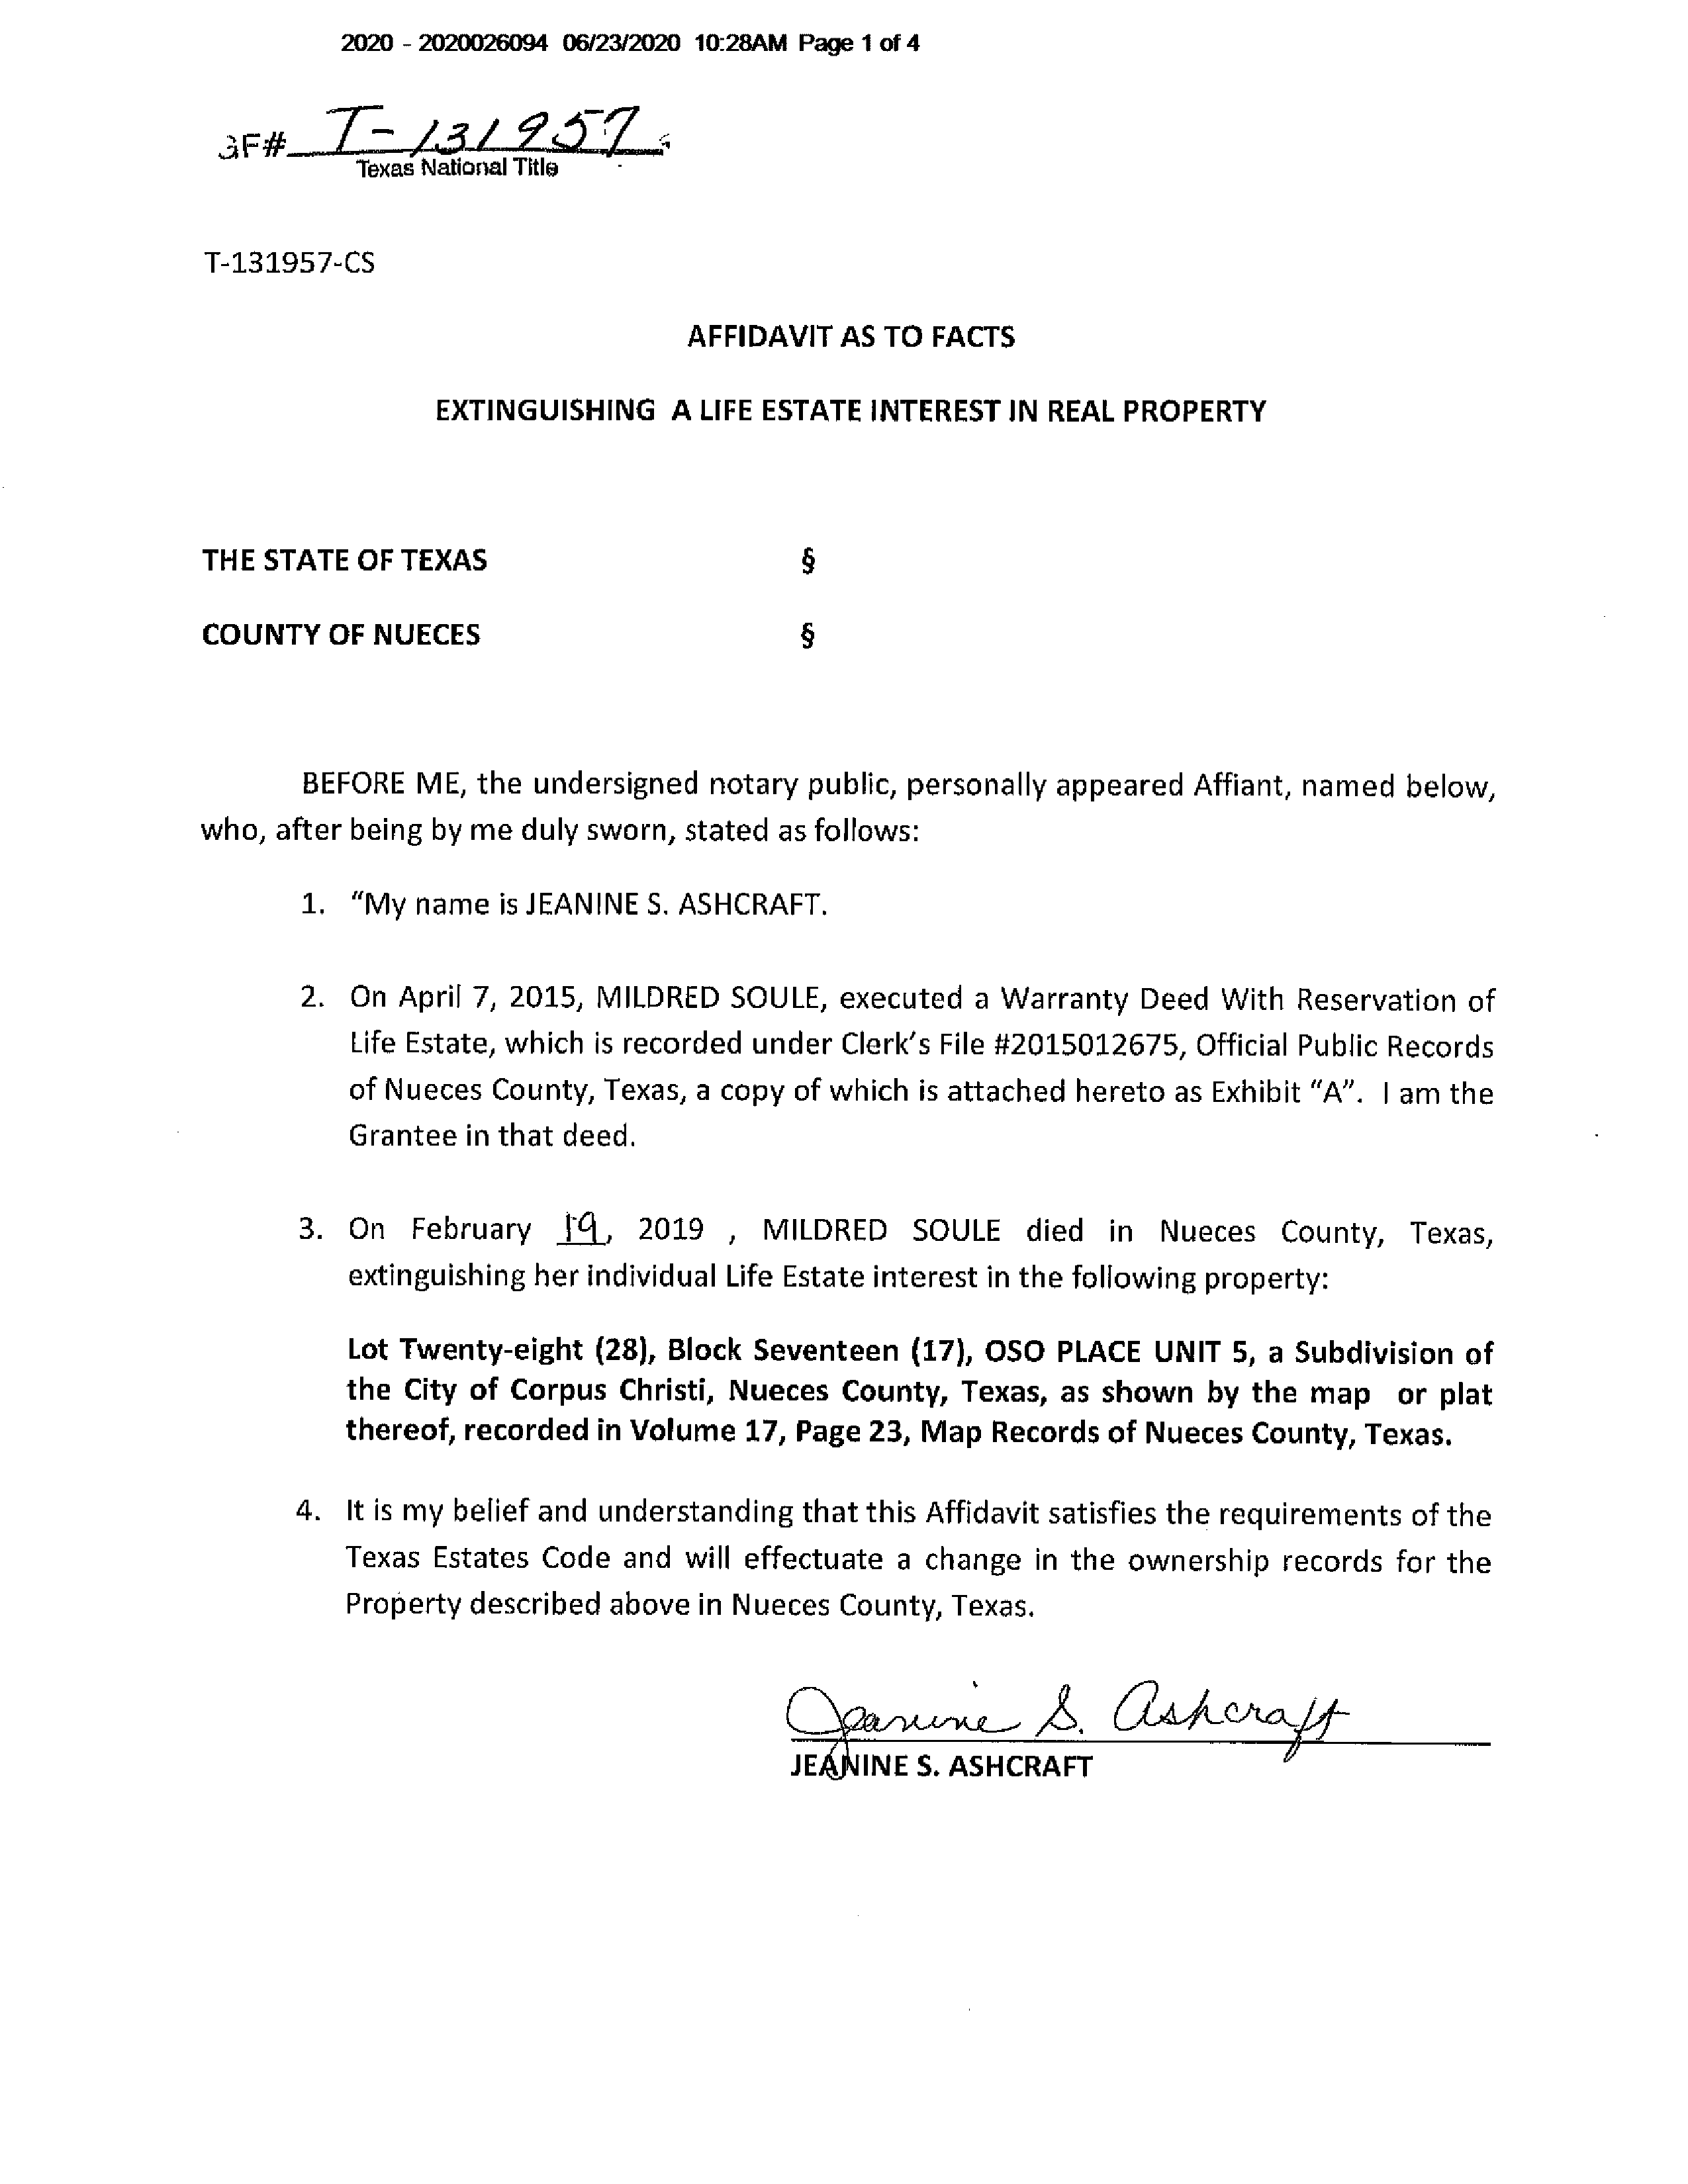 2020 - 2020026094 06/23/2020 10:28AM Page 1 of 4
GF# T-131957
Texas National Title
T-131957-CS
AFFIDAVIT AS TO FACTS
EXTINGUISHING A LIFE ESTATE INTEREST IN REAL PROPERTY
THE STATE OF TEXAS §
COUNTY OF NUECES §
BEFORE ME, the undersigned notary public, personally appeared Affiant, named below,
who, after being by me duly sworn, stated as follows:
1. “My name is JEANINE S. ASHCRAFT.
2. On April 7, 2015, MILDRED SOULE, executed a Warranty Deed With Reservation of
Life Estate, which is recorded under Clerk’s File #2015012675, Official Public Records
of Nueces County, Texas, a copy of which is attached hereto as Exhibit “A”. I am the
Grantee in that deed.
3. On February 19, 2019 , MILDRED SOULE died in Nueces County, Texas,
extinguishing her individual Life Estate interest in the following property:
Lot Twenty-eight (28), Block Seventeen (17), OSO PLACE UNIT 5, a Subdivision of
the City of Corpus Christi, Nueces County, Texas, as shown by the map or plat
thereof, recorded in Volume 17, Page 23, Map Records of Nueces County, Texas.
4. It is my belief and understanding that this Affidavit satisfies the requirements of the
Texas Estates Code and will effectuate a change in the ownership records for the
Property described above in Nueces County, Texas.
Jeanine S. Ashcraft
JEANINE S. ASHCRAFT